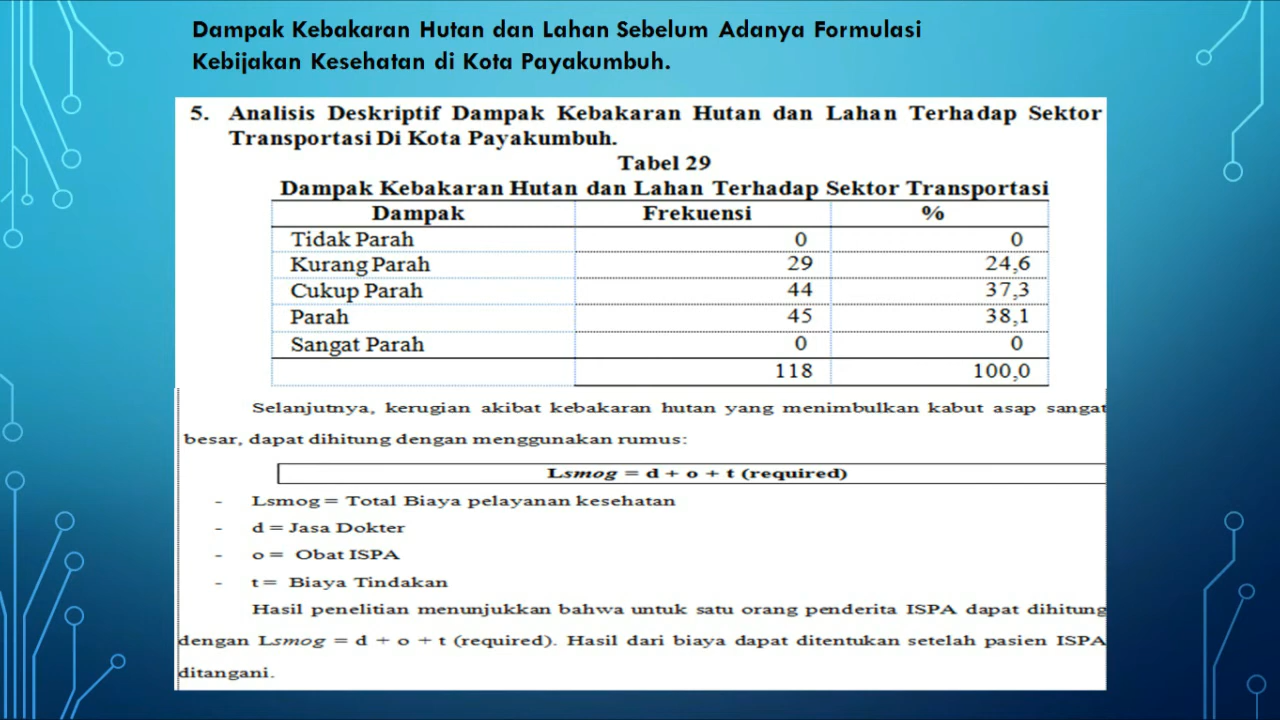 Dampak Kebakaran Hutan dan Lahan Sebelum Adanya Formulasi
Kebijakan Kesehatan di Kota Payakumbuh.
5. Analisis Deskriptif Dampak Kebakaran Hutan dan Lahan Terhadap Sektor
Transportasi Di Kota Payakumbuh.
Tabel 29
Dampak Kebakaran Hutan dan Lahan Terhadap Sektor Transportasi
Dampak Frekuensi %
Tidak Parah 0 0
Kurang Parah 29 24,6
Cukup Parah 44 37,3
Parah 45 38,1
Sangat Parah 0 0
118 100,0
Selanjutnya, kerugian akibat kebakaran hutan yang menimbulkan kabut asap sangat
besar, dapat dihitung dengan menggunakan rumus:
Lsmog = d + o + t (required)
- Lsmog = Total Biaya pelayanan kesehatan
- d = Jasa Dokter
- o = Obat ISPA
- t = Biaya Tindakan
Hasil penelitian menunjukkan bahwa untuk satu orang penderita ISPA dapat dihitung
dengan Lsmog = d + o + t (required). Hasil dari biaya dapat ditentukan setelah pasien ISPA
ditangani.